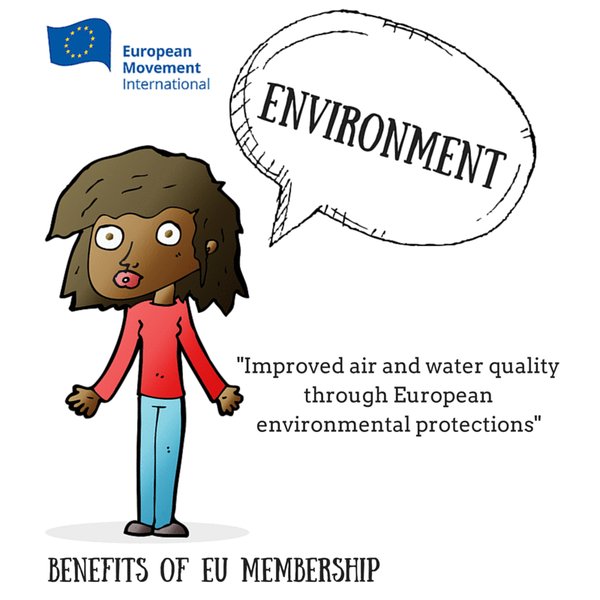 European
Movement
International
ENVIRONMENT
"Improved air and water quality
through European
environmental protections"
BENEFITS OF EU MEMBERSHIP